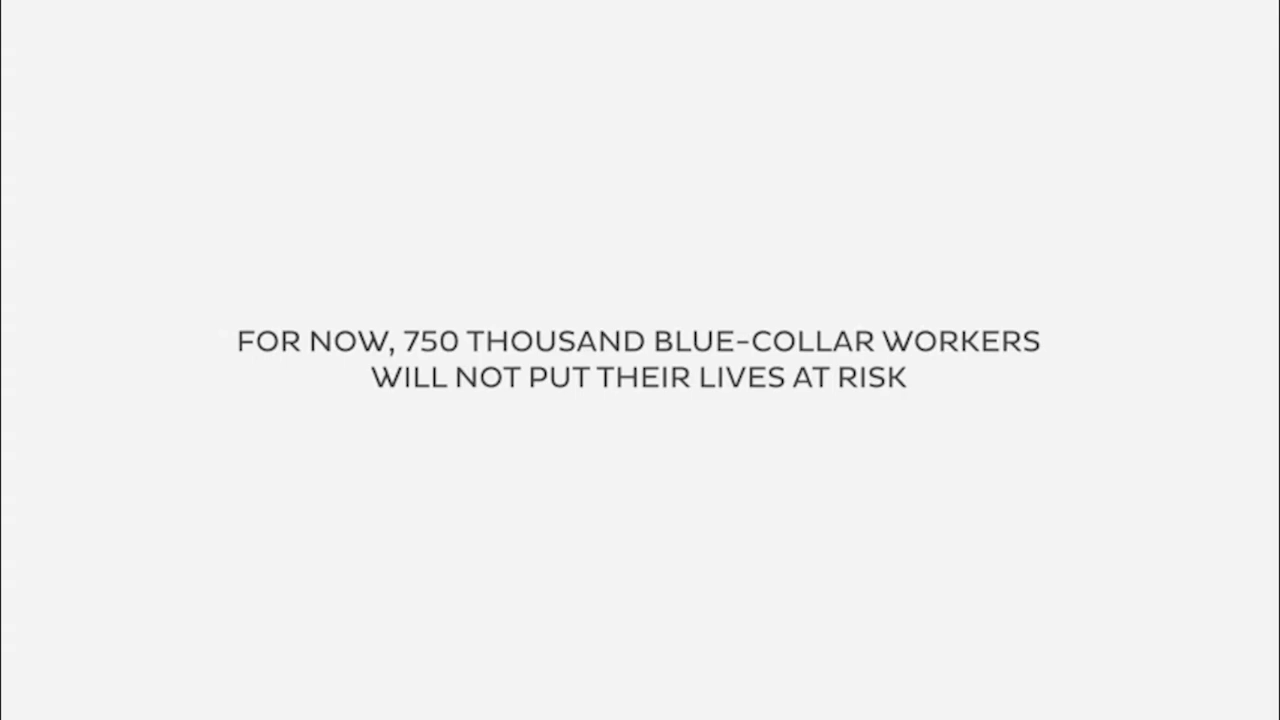 FOR NOW, 750 THOUSAND BLUE-COLLAR WORKERS
WILL NOT PUT THEIR LIVES AT RISK